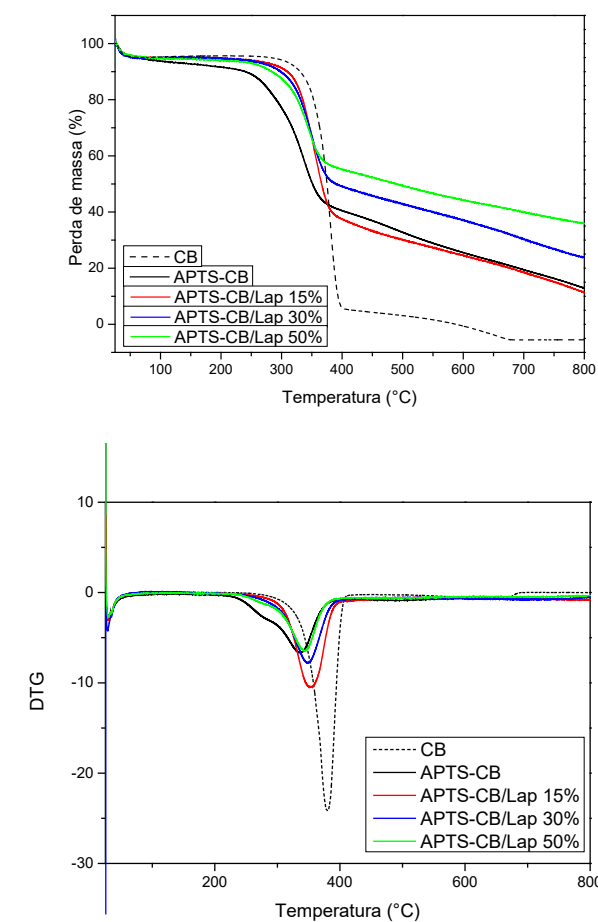 100
80
60
40
20
0
Perda de massa (%)
CB
APTS-CB
APTS-CB/Lap 15%
APTS-CB/Lap 30%
APTS-CB/Lap 50%
100 200 300 400 500 600 700 800
Temperatura (°C)
10
0
-10
-20
-30
DTG
CB
APTS-CB
APTS-CB/Lap 15%
APTS-CB/Lap 30%
APTS-CB/Lap 50%
200 400 600 800
Temperatura (°C)